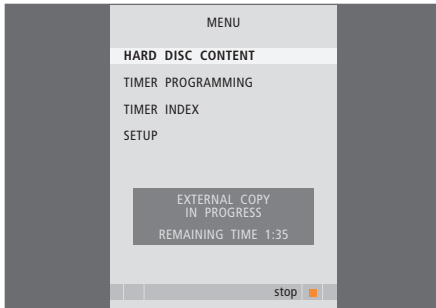 MENU
HARD DISC CONTENT
TIMER PROGRAMMING
TIMER INDEX
SETUP
EXTERNAL COPY
IN PROGRESS
REMAINING TIME 1:35
stop